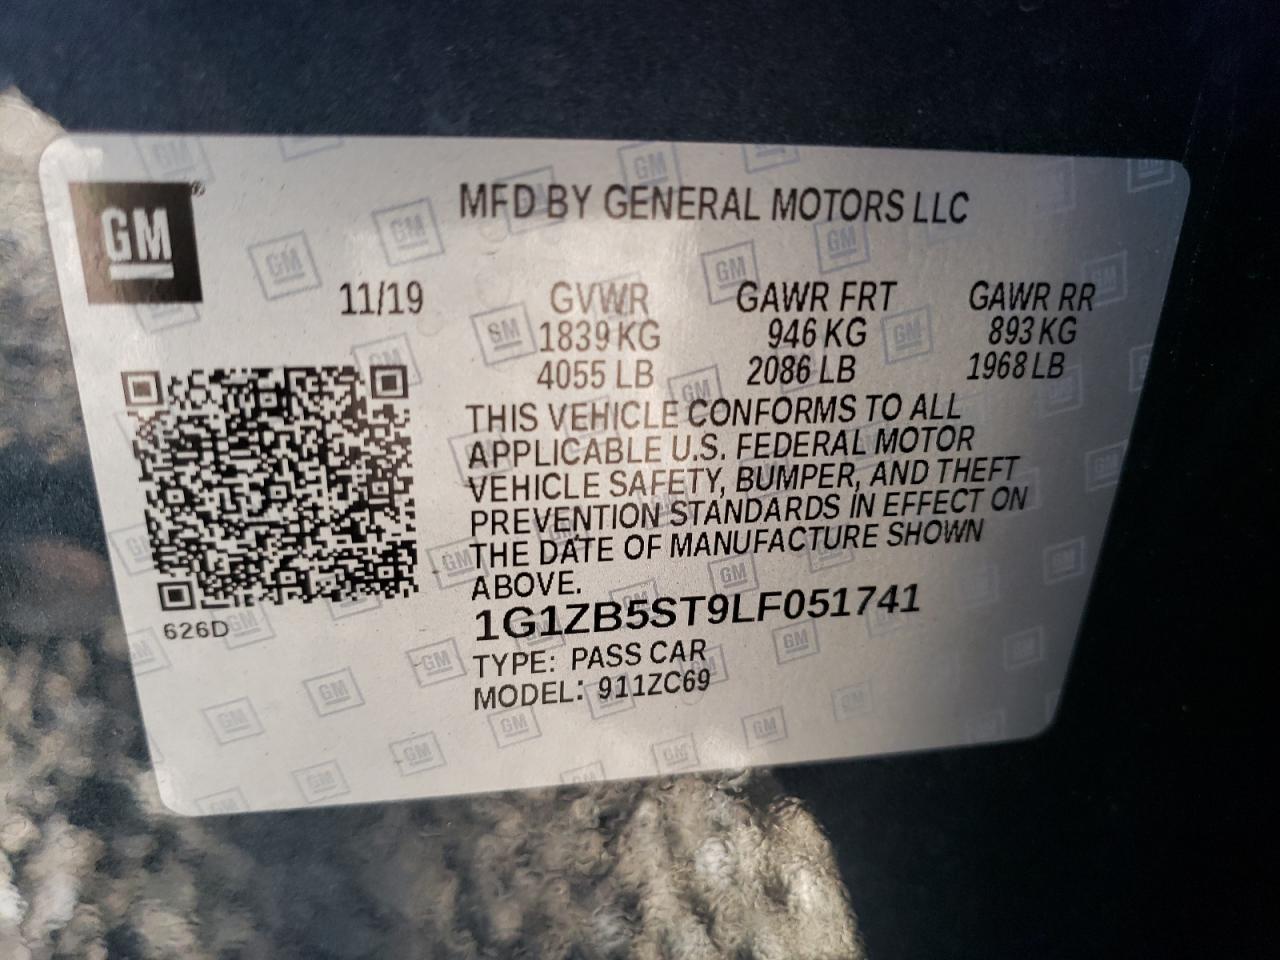 GM ®
MFD BY GENERAL MOTORS LLC
11/19 GVWR GAWR FRT GAWR RR
1839 KG 946 KG 893 KG
4055 LB 2086 LB 1968 LB
THIS VEHICLE CONFORMS TO ALL
APPLICABLE U.S. FEDERAL MOTOR
VEHICLE SAFETY, BUMPER, AND THEFT
PREVENTION STANDARDS IN EFFECT ON
THE DATE OF MANUFACTURE SHOWN
ABOVE.
626D
1G1ZB5ST9LF051741
TYPE: PASS CAR
MODEL: 911ZC69